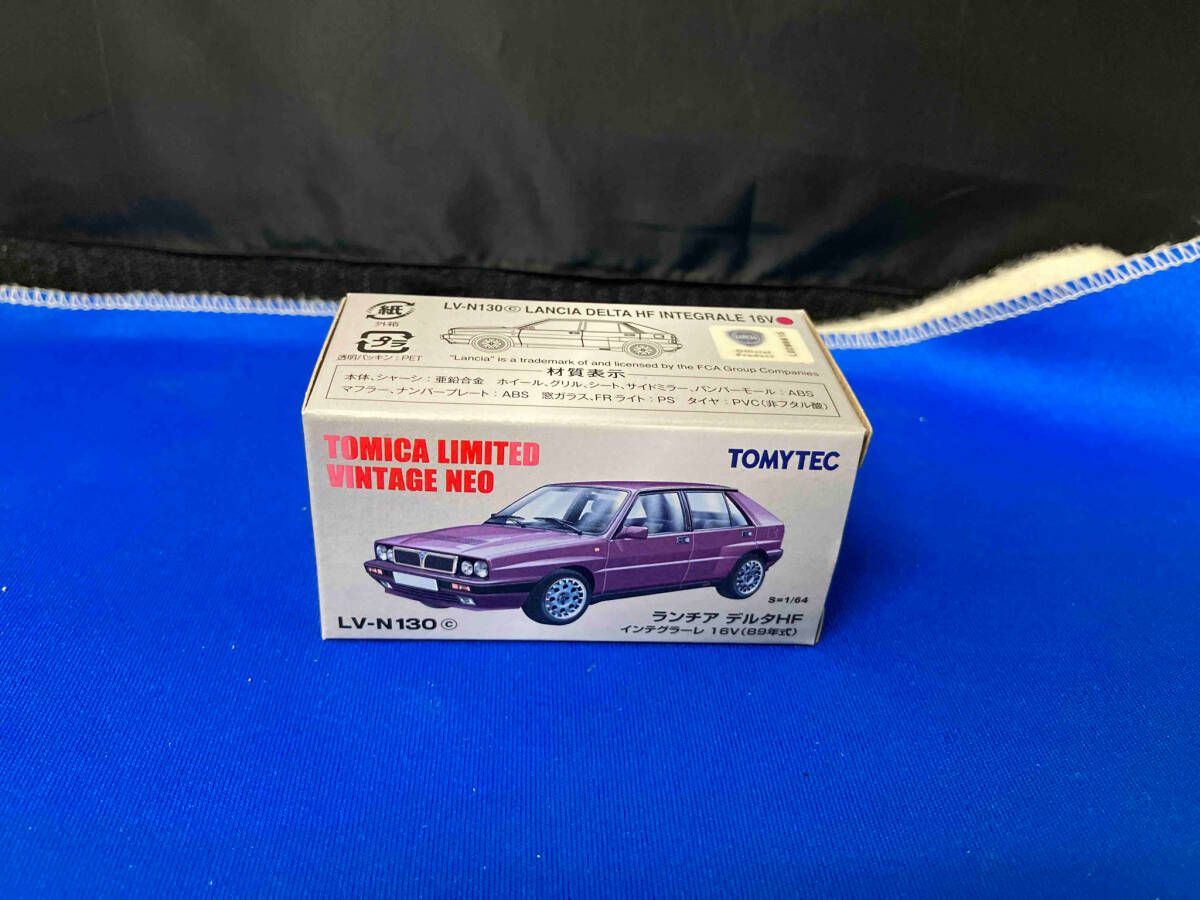 紙
外箱
プラ
透明パッキン:PET
LV-N130ⓒ LANCIA DELTA HF INTEGRALE 16V
LANCIA
Official
Product
"Lancia" is a trademark of and licensed by the FCA Group Companies
材質表示
本体、シャーシ:亜鉛合金 ホイール、グリル、シート、サイドミラー、バンパーモール:ABS
マフラー、ナンバープレート:ABS 窓ガラス、FRライト:PS タイヤ:PVC(非フタル酸)
TOMICA LIMITED
VINTAGE NEO
TOMYTEC
S=1/64
LV-N130ⓒ
ランチア デルタHF
インテグラーレ 16V(89年式)